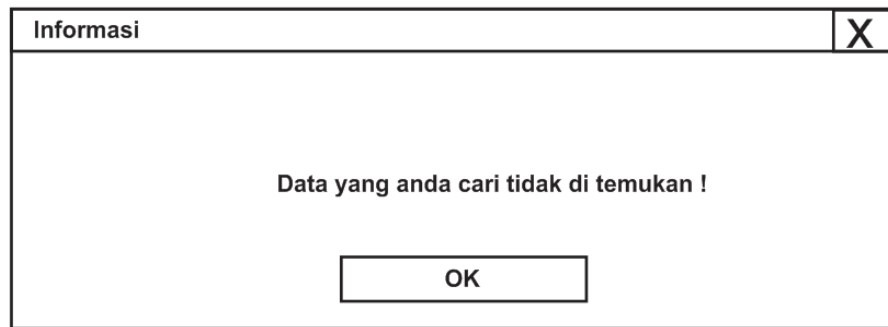 Informasi
X
Data yang anda cari tidak di temukan !
OK